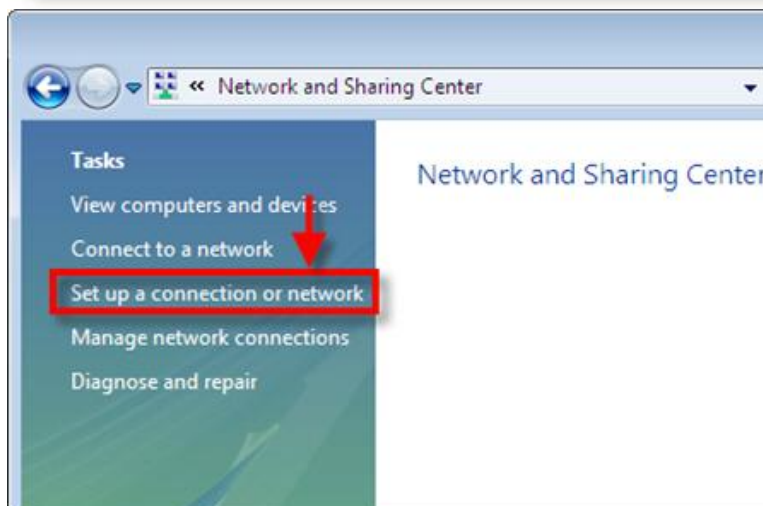 « Network and Sharing Center
Tasks
Network and Sharing Center
View computers and devices
Connect to a network
Set up a connection or network
Manage network connections
Diagnose and repair